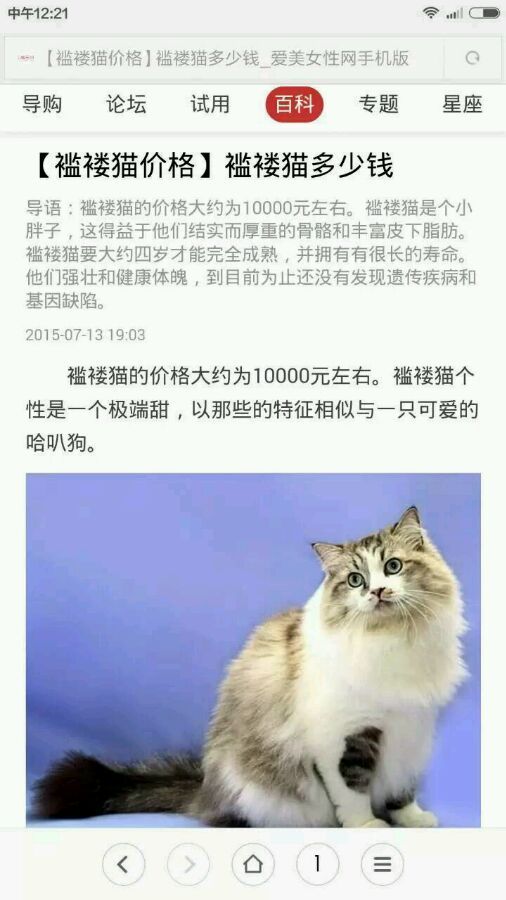 中午12:21
【褴褛猫价格】褴褛猫多少钱_爱美女性网手机版
导购 论坛 试用 百科 专题 星座
【褴褛猫价格】褴褛猫多少钱
导语：褴褛猫的价格大约为10000元左右。褴褛猫是个小
胖子，这得益于他们结实而厚重的骨骼和丰富皮下脂肪。
褴褛猫要大约四岁才能完全成熟，并拥有有很长的寿命。
他们强壮和健康体魄，到目前为止还没有发现遗传疾病和
基因缺陷。
2015-07-13 19:03
褴褛猫的价格大约为10000元左右。褴褛猫个
性是一个极端甜，以那些的特征相似与一只可爱的
哈叭狗。
1